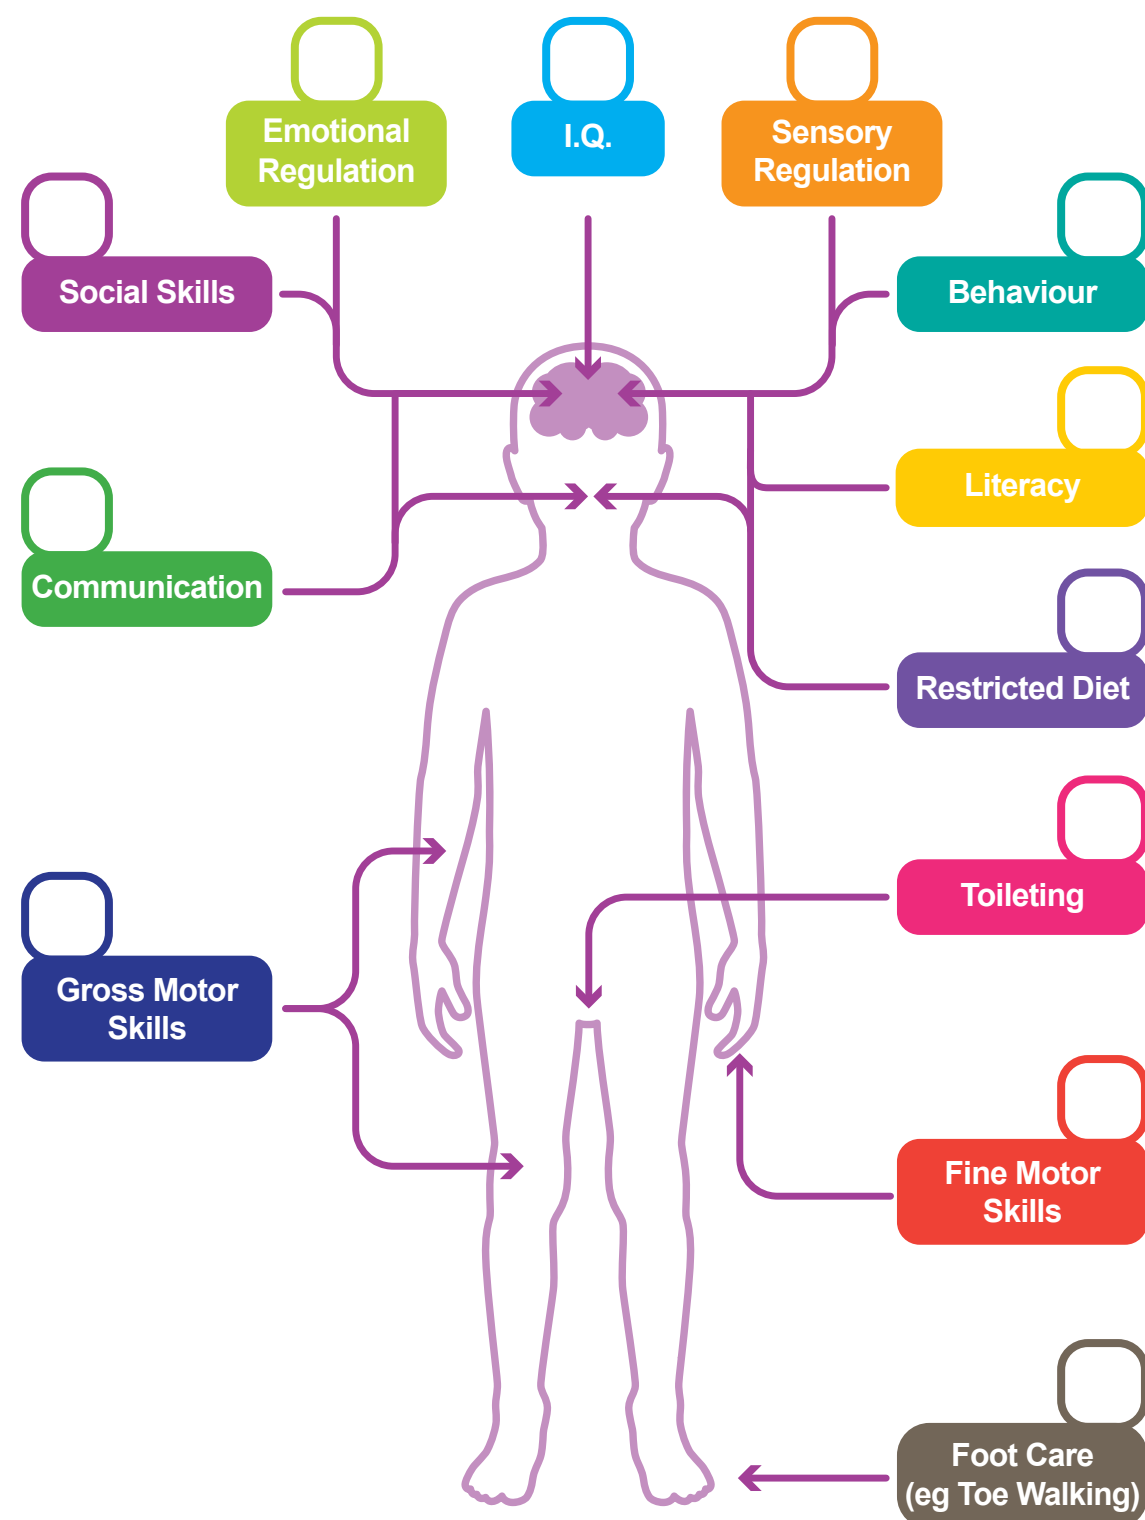 Emotional
Regulation
I.Q.
Sensory
Regulation
Social Skills
Behaviour
Literacy
Communication
Restricted Diet
Toileting
Gross Motor
Skills
Fine Motor
Skills
Foot Care
(eg Toe Walking)